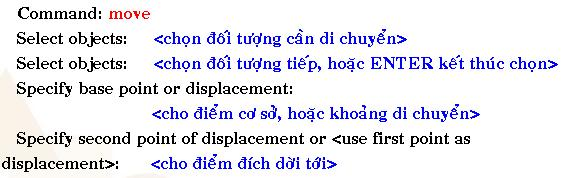 Command: move
Select objects: <chọn đối tượng cần di chuyển>
Select objects: <chọn đối tượng tiếp, hoặc ENTER kết thúc chọn>
Specify base point or displacement:
<cho điểm cơ sở, hoặc khoảng di chuyển>
Specify second point of displacement or <use first point as
displacement>: <cho điểm đích dời tới>